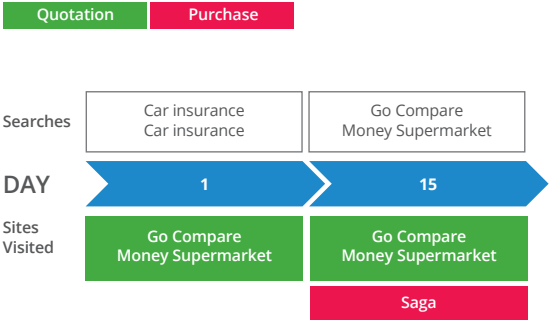 Quotation
Purchase
Searches
Car insurance
Car insurance
Go Compare
Money Supermarket
DAY
1
15
Sites
Visited
Go Compare
Money Supermarket
Go Compare
Money Supermarket
Saga